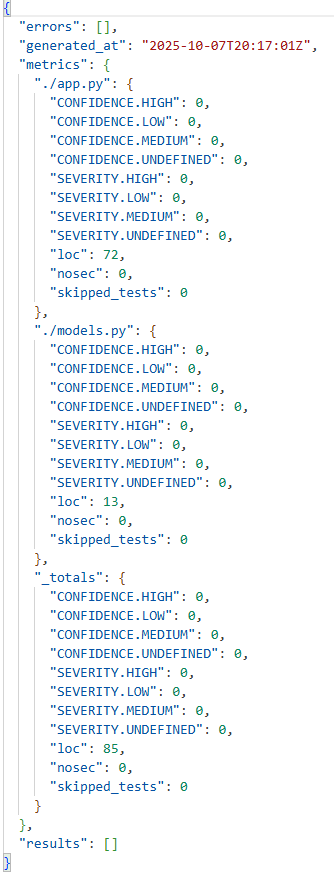 {
  "errors": [],
  "generated_at": "2025-10-07T20:17:01Z",
  "metrics": {
    "./app.py": {
      "CONFIDENCE.HIGH": 0,
      "CONFIDENCE.LOW": 0,
      "CONFIDENCE.MEDIUM": 0,
      "CONFIDENCE.UNDEFINED": 0,
      "SEVERITY.HIGH": 0,
      "SEVERITY.LOW": 0,
      "SEVERITY.MEDIUM": 0,
      "SEVERITY.UNDEFINED": 0,
      "loc": 72,
      "nosec": 0,
      "skipped_tests": 0
    },
    "./models.py": {
      "CONFIDENCE.HIGH": 0,
      "CONFIDENCE.LOW": 0,
      "CONFIDENCE.MEDIUM": 0,
      "CONFIDENCE.UNDEFINED": 0,
      "SEVERITY.HIGH": 0,
      "SEVERITY.LOW": 0,
      "SEVERITY.MEDIUM": 0,
      "SEVERITY.UNDEFINED": 0,
      "loc": 13,
      "nosec": 0,
      "skipped_tests": 0
    },
    "_totals": {
      "CONFIDENCE.HIGH": 0,
      "CONFIDENCE.LOW": 0,
      "CONFIDENCE.MEDIUM": 0,
      "CONFIDENCE.UNDEFINED": 0,
      "SEVERITY.HIGH": 0,
      "SEVERITY.LOW": 0,
      "SEVERITY.MEDIUM": 0,
      "SEVERITY.UNDEFINED": 0,
      "loc": 85,
      "nosec": 0,
      "skipped_tests": 0
    }
  },
  "results": []
}